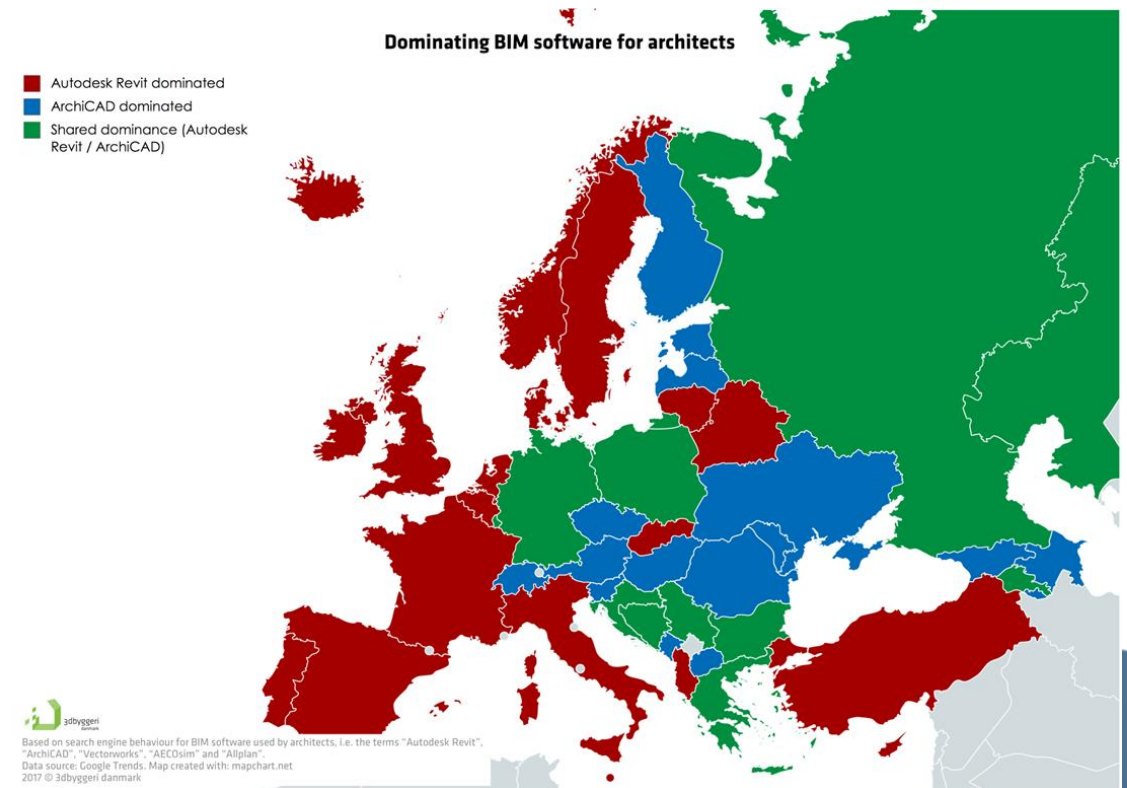 Dominating BIM software for architects
Autodesk Revit dominated
ArchiCAD dominated
Shared dominance (Autodesk
Revit / ArchiCAD)
3dbyggeri
danmark
Based on search engine behaviour for BIM software used by architects, i.e. the terms "Autodesk Revit",
"ArchiCAD", "Vectorworks", "AECOsim" and "Allplan".
Data source: Google Trends. Map created with: mapchart.net
2017 © 3dbyggeri danmark